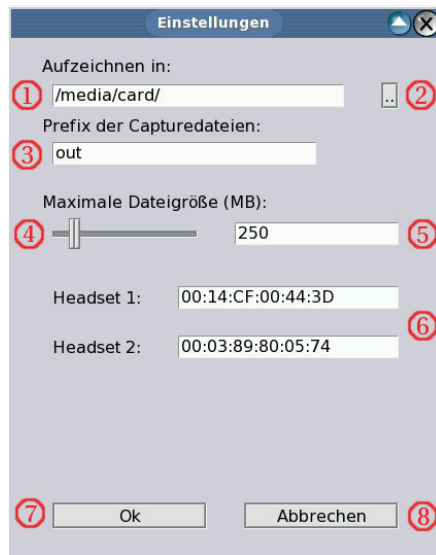 Einstellungen
Aufzeichnen in:
① /media/card/ .. ②
Prefix der Capturedateien:
③ out
Maximale Dateigröße (MB):
④ 250 ⑤
Headset 1: 00:14:CF:00:44:3D
⑥
Headset 2: 00:03:89:80:05:74
⑦ Ok Abbrechen ⑧